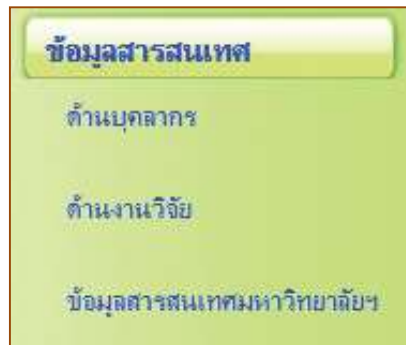 ข้อมูลสารสนเทศ
ด้านบุคลากร
ด้านงานวิจัย
ข้อมูลสารสนเทศมหาวิทยาลัยฯ